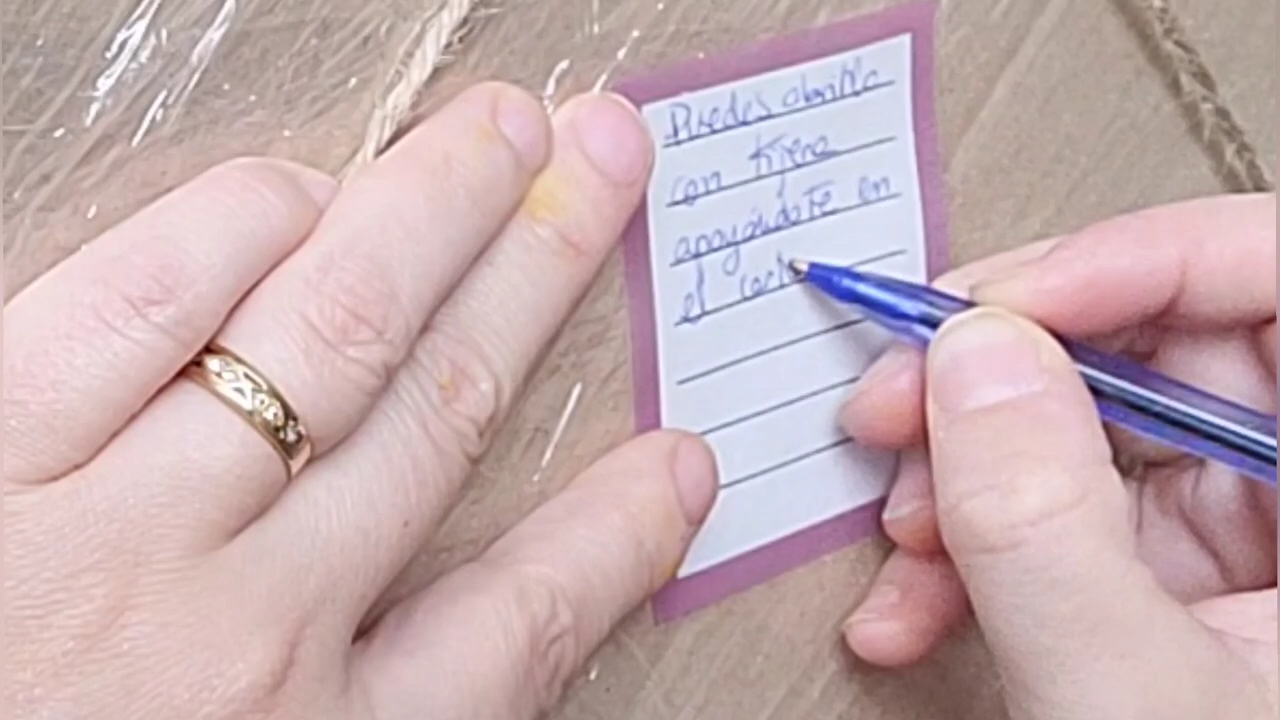 Puedes abrirlo
con tijera
apoyándote en
el